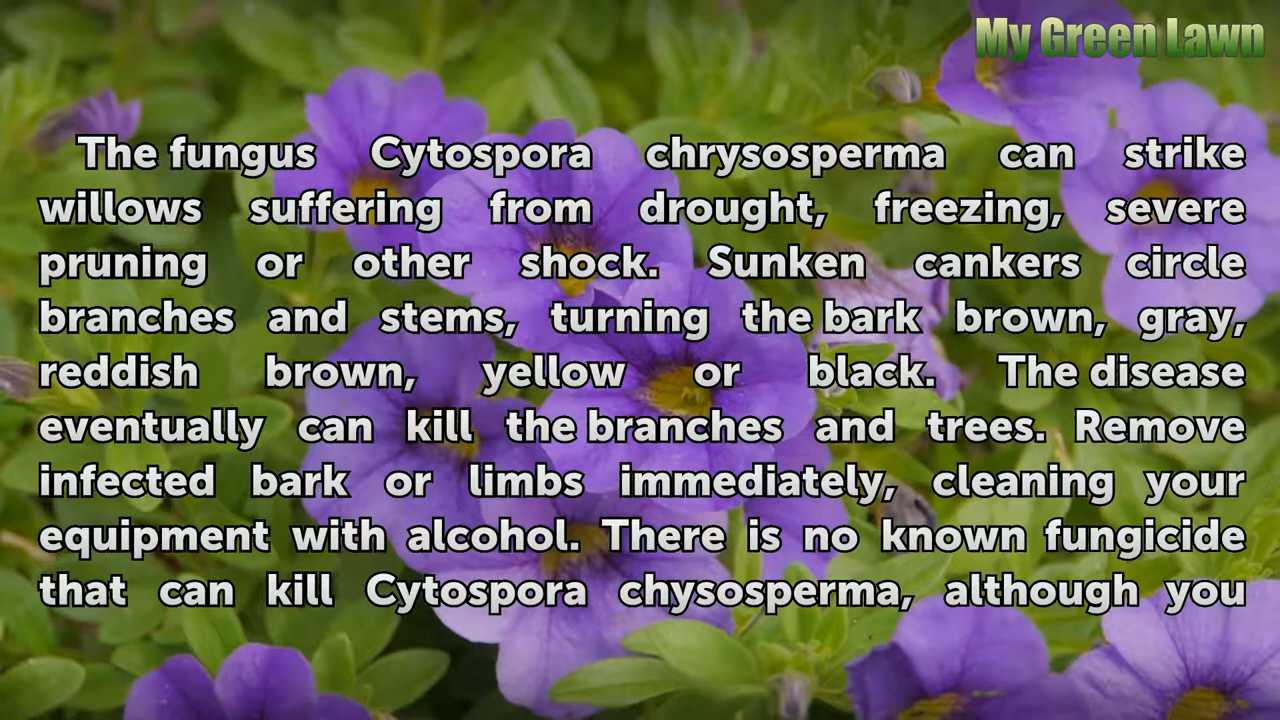 My Green Lawn
The fungus Cytospora chrysosperma can strike
willows suffering from drought, freezing, severe
pruning or other shock. Sunken cankers circle
branches and stems, turning the bark brown, gray,
reddish brown, yellow or black. The disease
eventually can kill the branches and trees. Remove
infected bark or limbs immediately, cleaning your
equipment with alcohol. There is no known fungicide
that can kill Cytospora chysosperma, although you